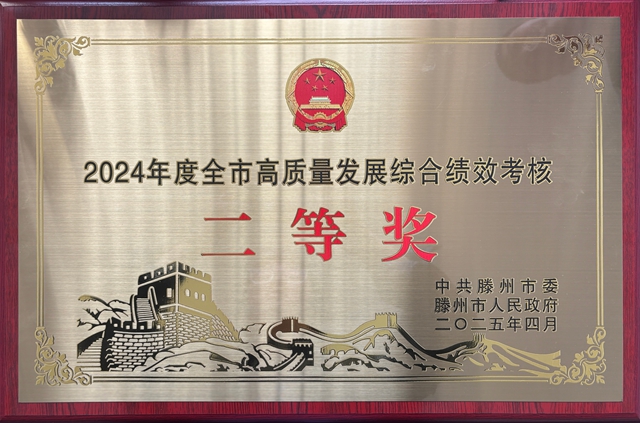 2024年度全市高质量发展综合绩效考核
二等奖
中共滕州市委
滕州市人民政府
二〇二五年四月